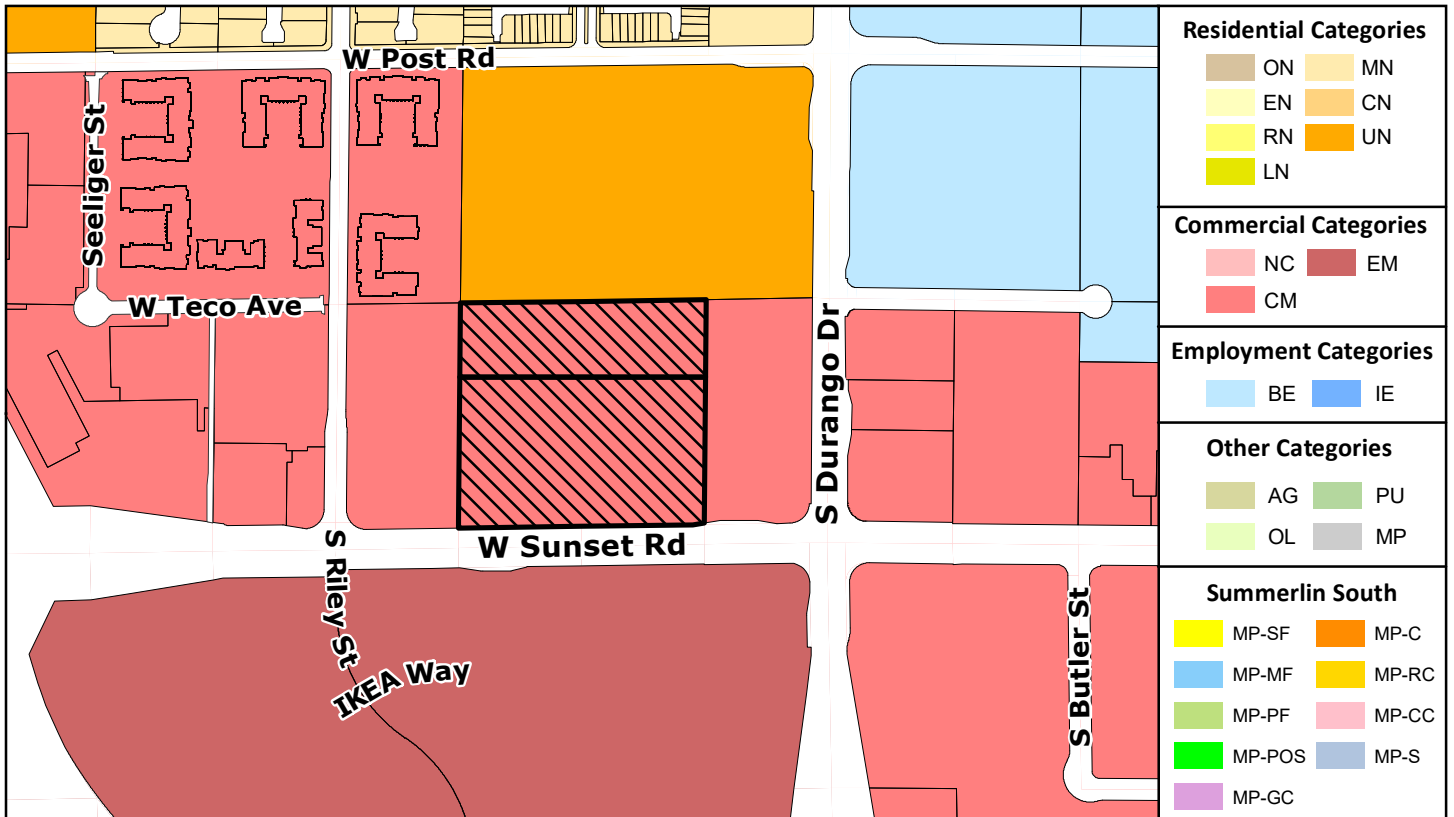 W Post Rd
Seeliger St
W Teco Ave
S Durango Dr
W Sunset Rd
S Riley St
IKEA Way
S Butler St
Residential Categories
ON MN
EN CN
RN UN
LN
Commercial Categories
NC EM
CM
Employment Categories
BE IE
Other Categories
AG PU
OL MP
Summerlin South
MP-SF MP-C
MP-MF MP-RC
MP-PF MP-CC
MP-POS MP-S
MP-GC